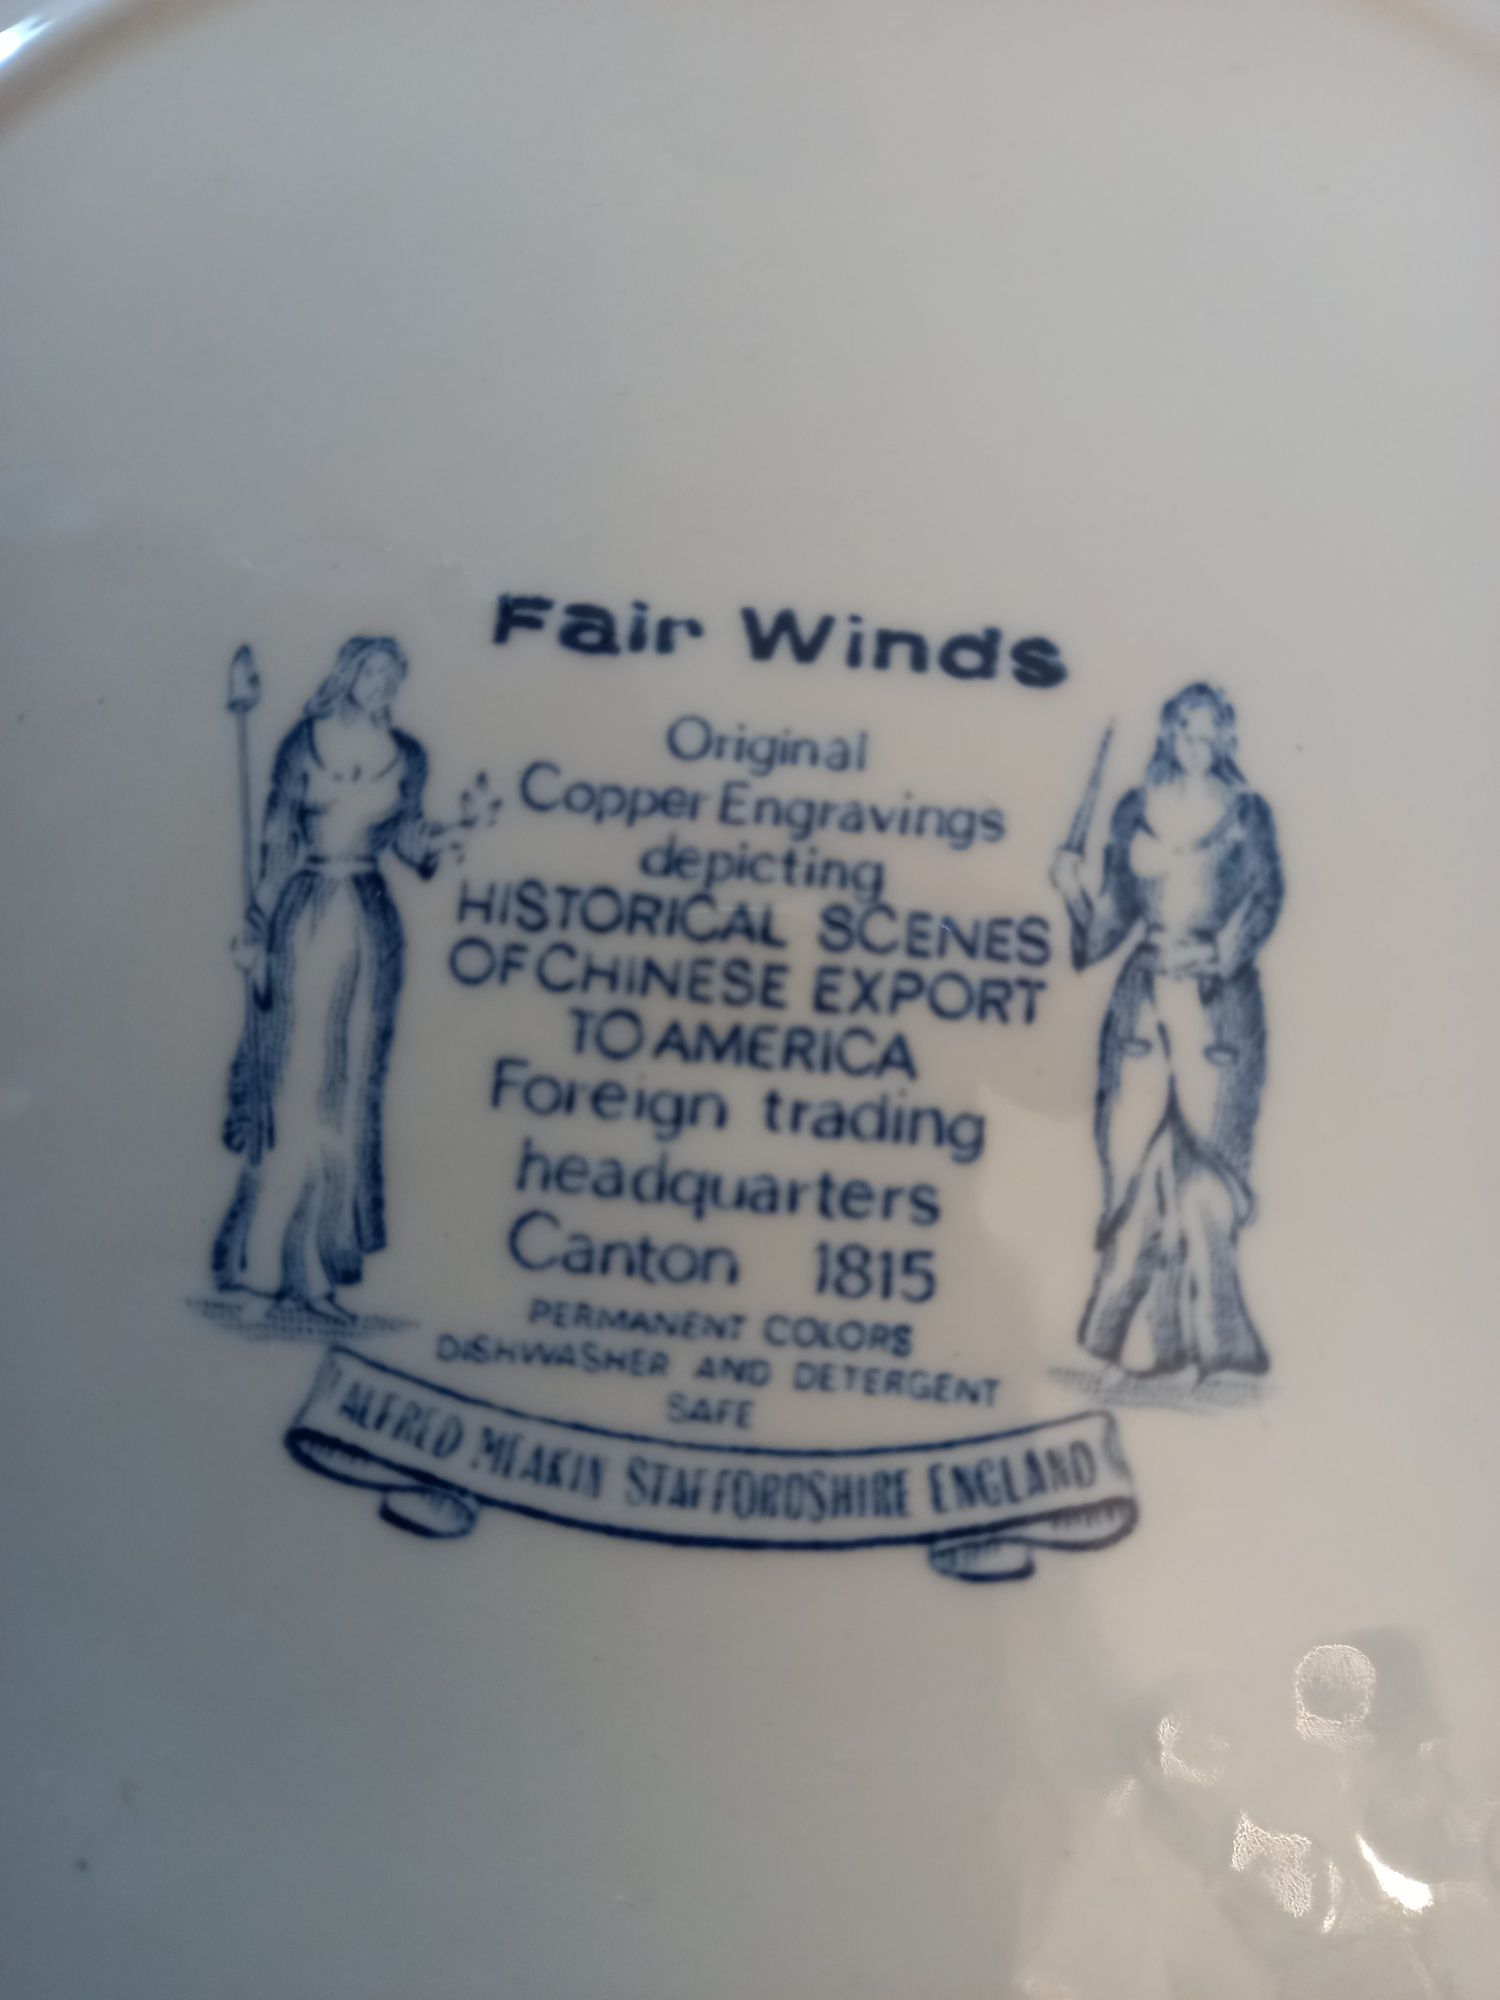 Fair Winds
Original
Copper Engravings
depicting
HISTORICAL SCENES
OF CHINESE EXPORT
TO AMERICA
Foreign trading
headquarters
Canton 1815
PERMANENT COLORS
DISHWASHER AND DETERGENT
SAFE
ALFRED MEAKIN STAFFORDSHIRE ENGLAND